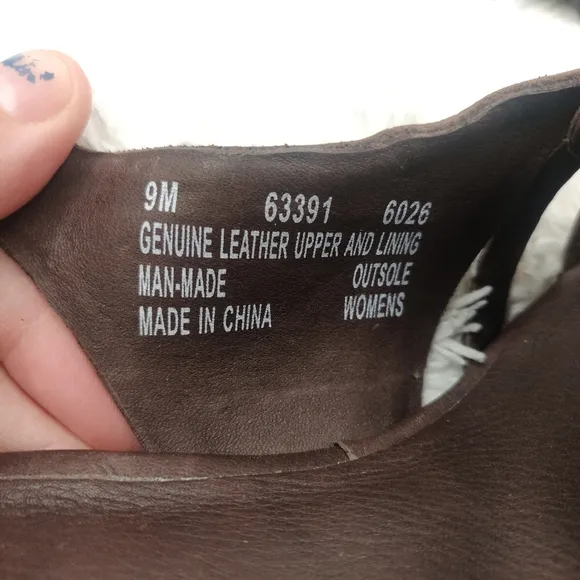 9M 63391 6026
GENUINE LEATHER UPPER AND LINING
MAN-MADE OUTSOLE
MADE IN CHINA WOMENS